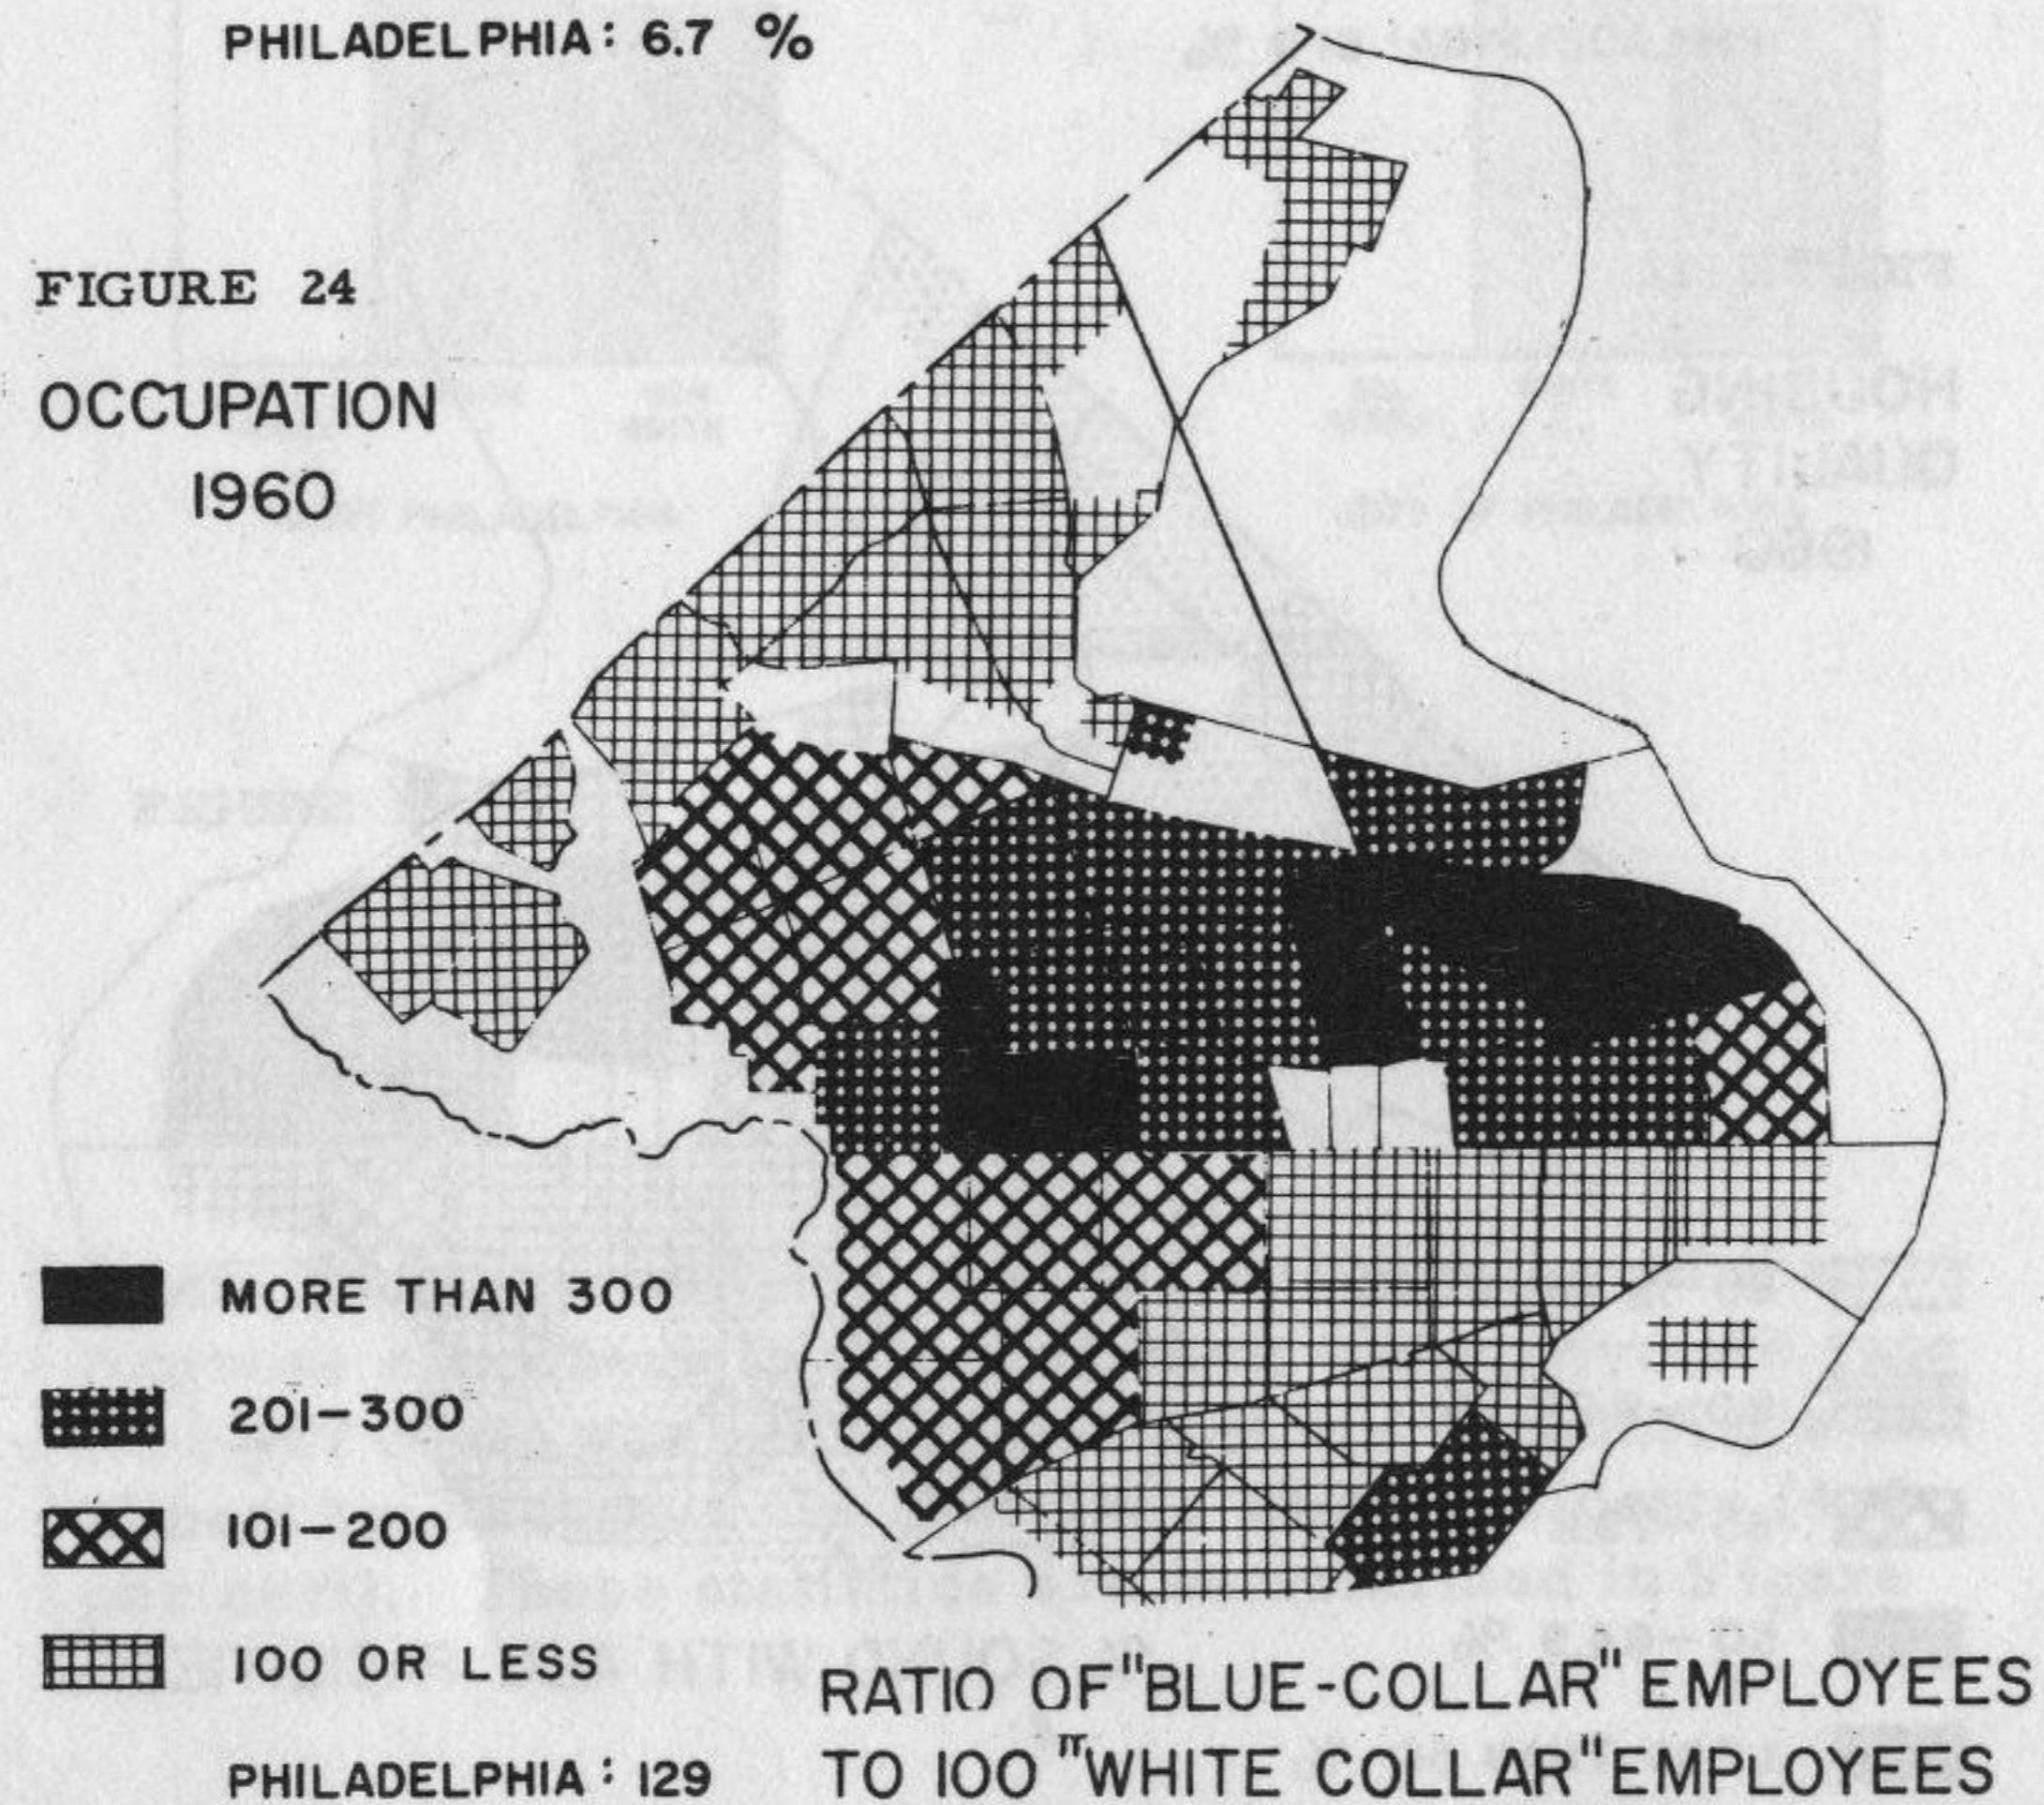 PHILADELPHIA: 6.7 %
FIGURE 24
OCCUPATION
1960
MORE THAN 300
201-300
101-200
100 OR LESS
PHILADELPHIA: 129
RATIO OF "BLUE-COLLAR" EMPLOYEES
TO 100 "WHITE COLLAR" EMPLOYEES